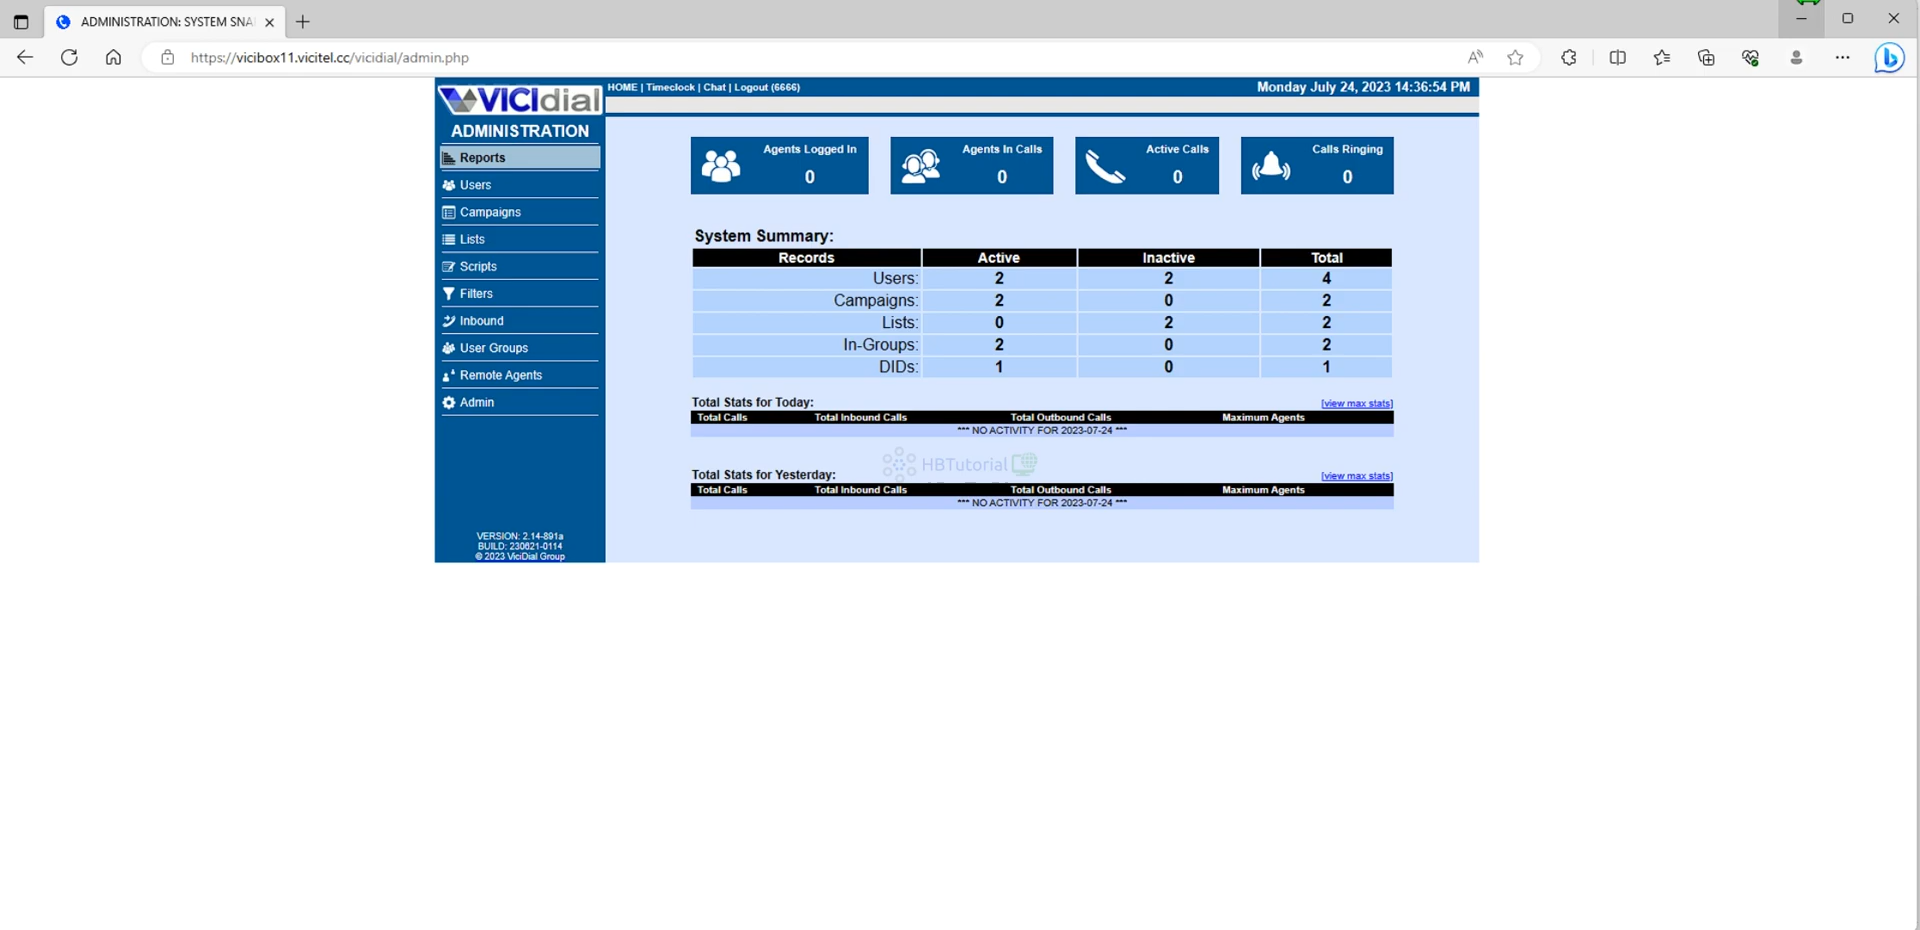 ADMINISTRATION: SYSTEM SNA
https://vicibox11.vicitel.cc/vicidial/admin.php
VICIdial
HOME | Timeclock | Chat | Logout (6666)
Monday July 24, 2023 14:36:54 PM
ADMINISTRATION
Reports
Users
Campaigns
Lists
Scripts
Filters
Inbound
User Groups
Remote Agents
Admin
VERSION: 2.14-891a
BUILD: 230621-0114
© 2023 ViciDial Group
Agents Logged In
0
Agents In Calls
0
Active Calls
0
Calls Ringing
0
System Summary:
Records Active Inactive Total
Users: 2 2 4
Campaigns: 2 0 2
Lists: 0 2 2
In-Groups: 2 0 2
DIDs: 1 0 1
Total Stats for Today: [view max stats]
Total Calls Total Inbound Calls Total Outbound Calls Maximum Agents
*** NO ACTIVITY FOR 2023-07-24 ***
HBTutorial
Total Stats for Yesterday: [view max stats]
Total Calls Total Inbound Calls Total Outbound Calls Maximum Agents
*** NO ACTIVITY FOR 2023-07-24 ***